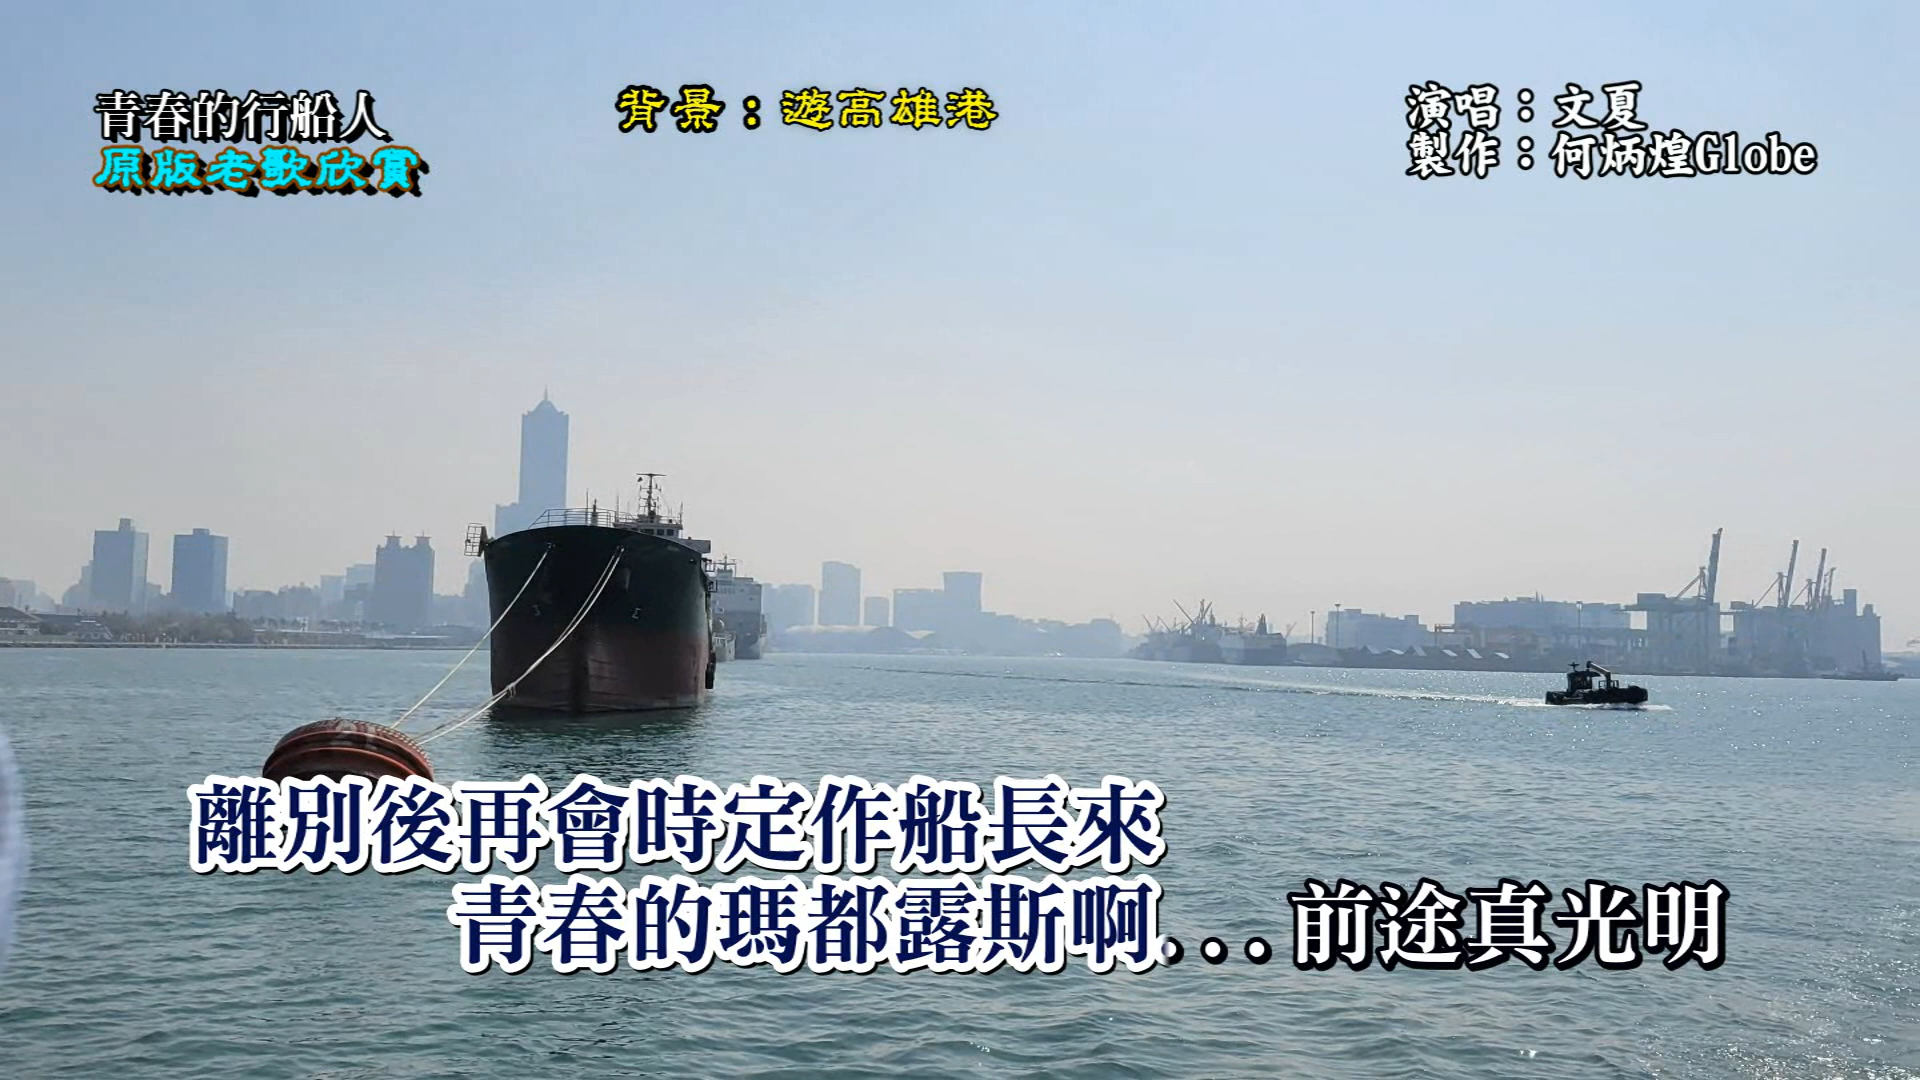 青春的行船人
原版老歌欣賞
背景：遊高雄港
演唱：文夏
製作：何炳煌Globe
離別後再會時定作船長來
青春的瑪都露斯啊...前途真光明